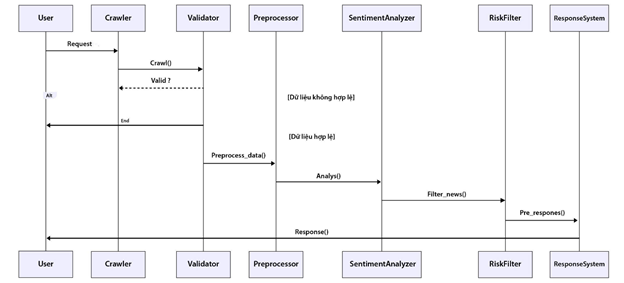 User Crawler Validator Preprocessor SentimentAnalyzer RiskFilter ResponseSystem
Request
Crawl()
Valid ?
Alt [Dữ liệu không hợp lệ]
End
[Dữ liệu hợp lệ]
Preprocess_data()
Analys()
Filter_news()
Pre_respones()
Response()
User Crawler Validator Preprocessor SentimentAnalyzer RiskFilter ResponseSystem